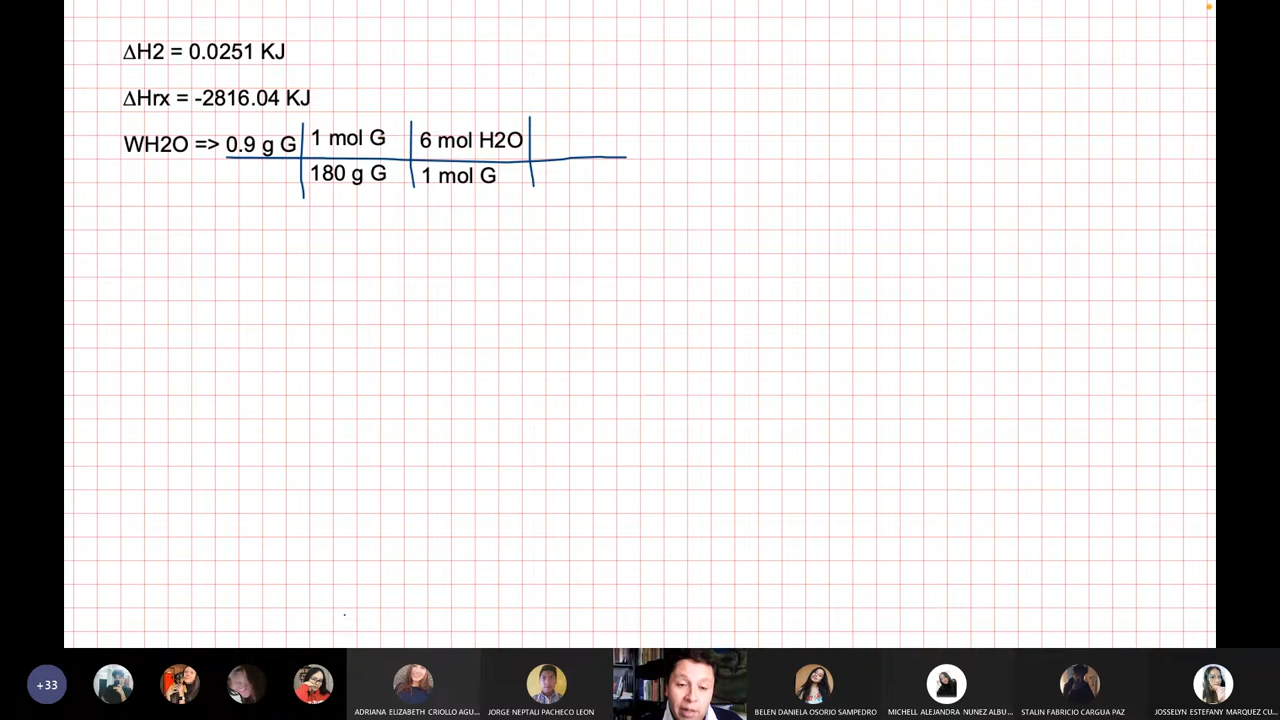 ΔH2 = 0.0251 KJ
ΔHrx = -2816.04 KJ
WH2O => 0.9 g G 1 mol G 6 mol H2O
180 g G 1 mol G
+33
ADRIANA ELIZABETH CRIOLLO AGU...
JORGE NEPTALI PACHECO LEON
BELEN DANIELA OSORIO SAMPEDRO
MICHELL ALEJANDRA NUNEZ ALBU...
STALIN FABRICIO CARGUA PAZ
JOSSELYN ESTEFANY MARQUEZ CU...